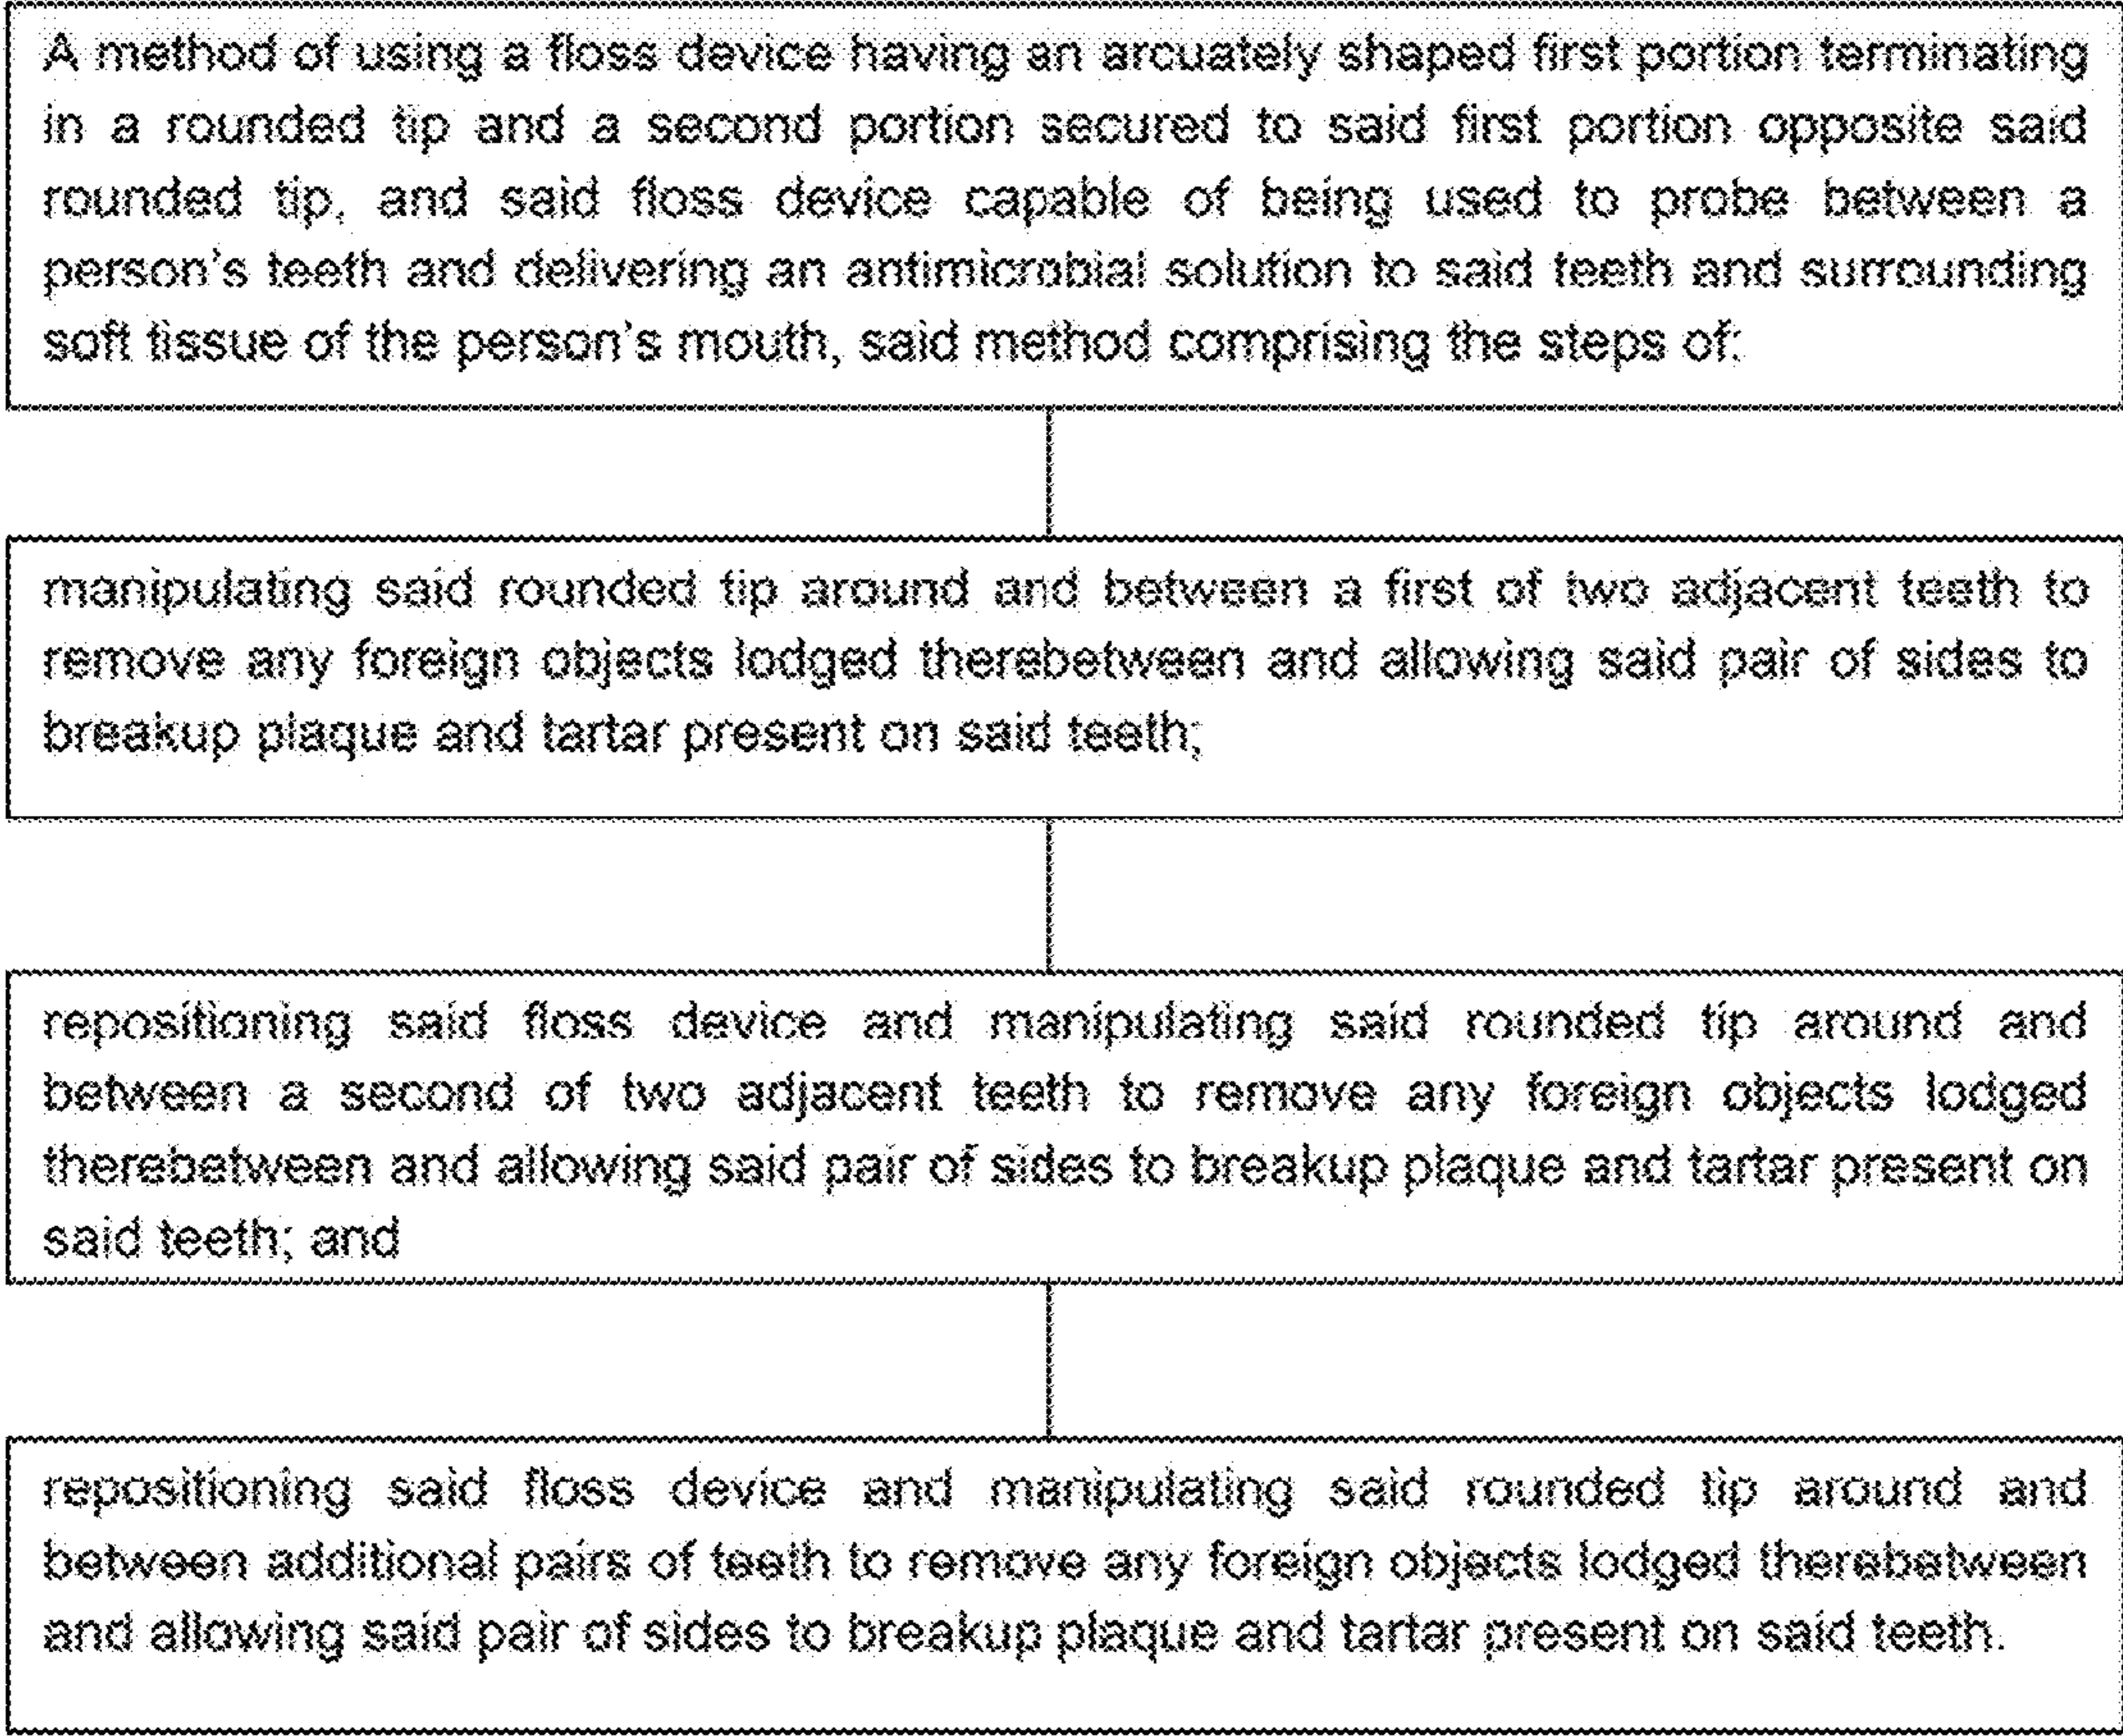 A method of using a floss device having an arcuately shaped first portion terminating
in a rounded tip and a second portion secured to said first portion opposite said
rounded tip, and said floss device capable of being used to probe between a
person's teeth and delivering an antimicrobial solution to said teeth and surrounding
soft tissue of the person's mouth, said method comprising the steps of:
manipulating said rounded tip around and between a first of two adjacent teeth to
remove any foreign objects lodged therebetween and allowing said pair of sides to
breakup plaque and tartar present on said teeth;
repositioning said floss device and manipulating said rounded tip around and
between a second of two adjacent teeth to remove any foreign objects lodged
therebetween and allowing said pair of sides to breakup plaque and tartar present on
said teeth; and
repositioning said floss device and manipulating said rounded tip around and
between additional pairs of teeth to remove any foreign objects lodged therebetween
and allowing said pair of sides to breakup plaque and tartar present on said teeth.